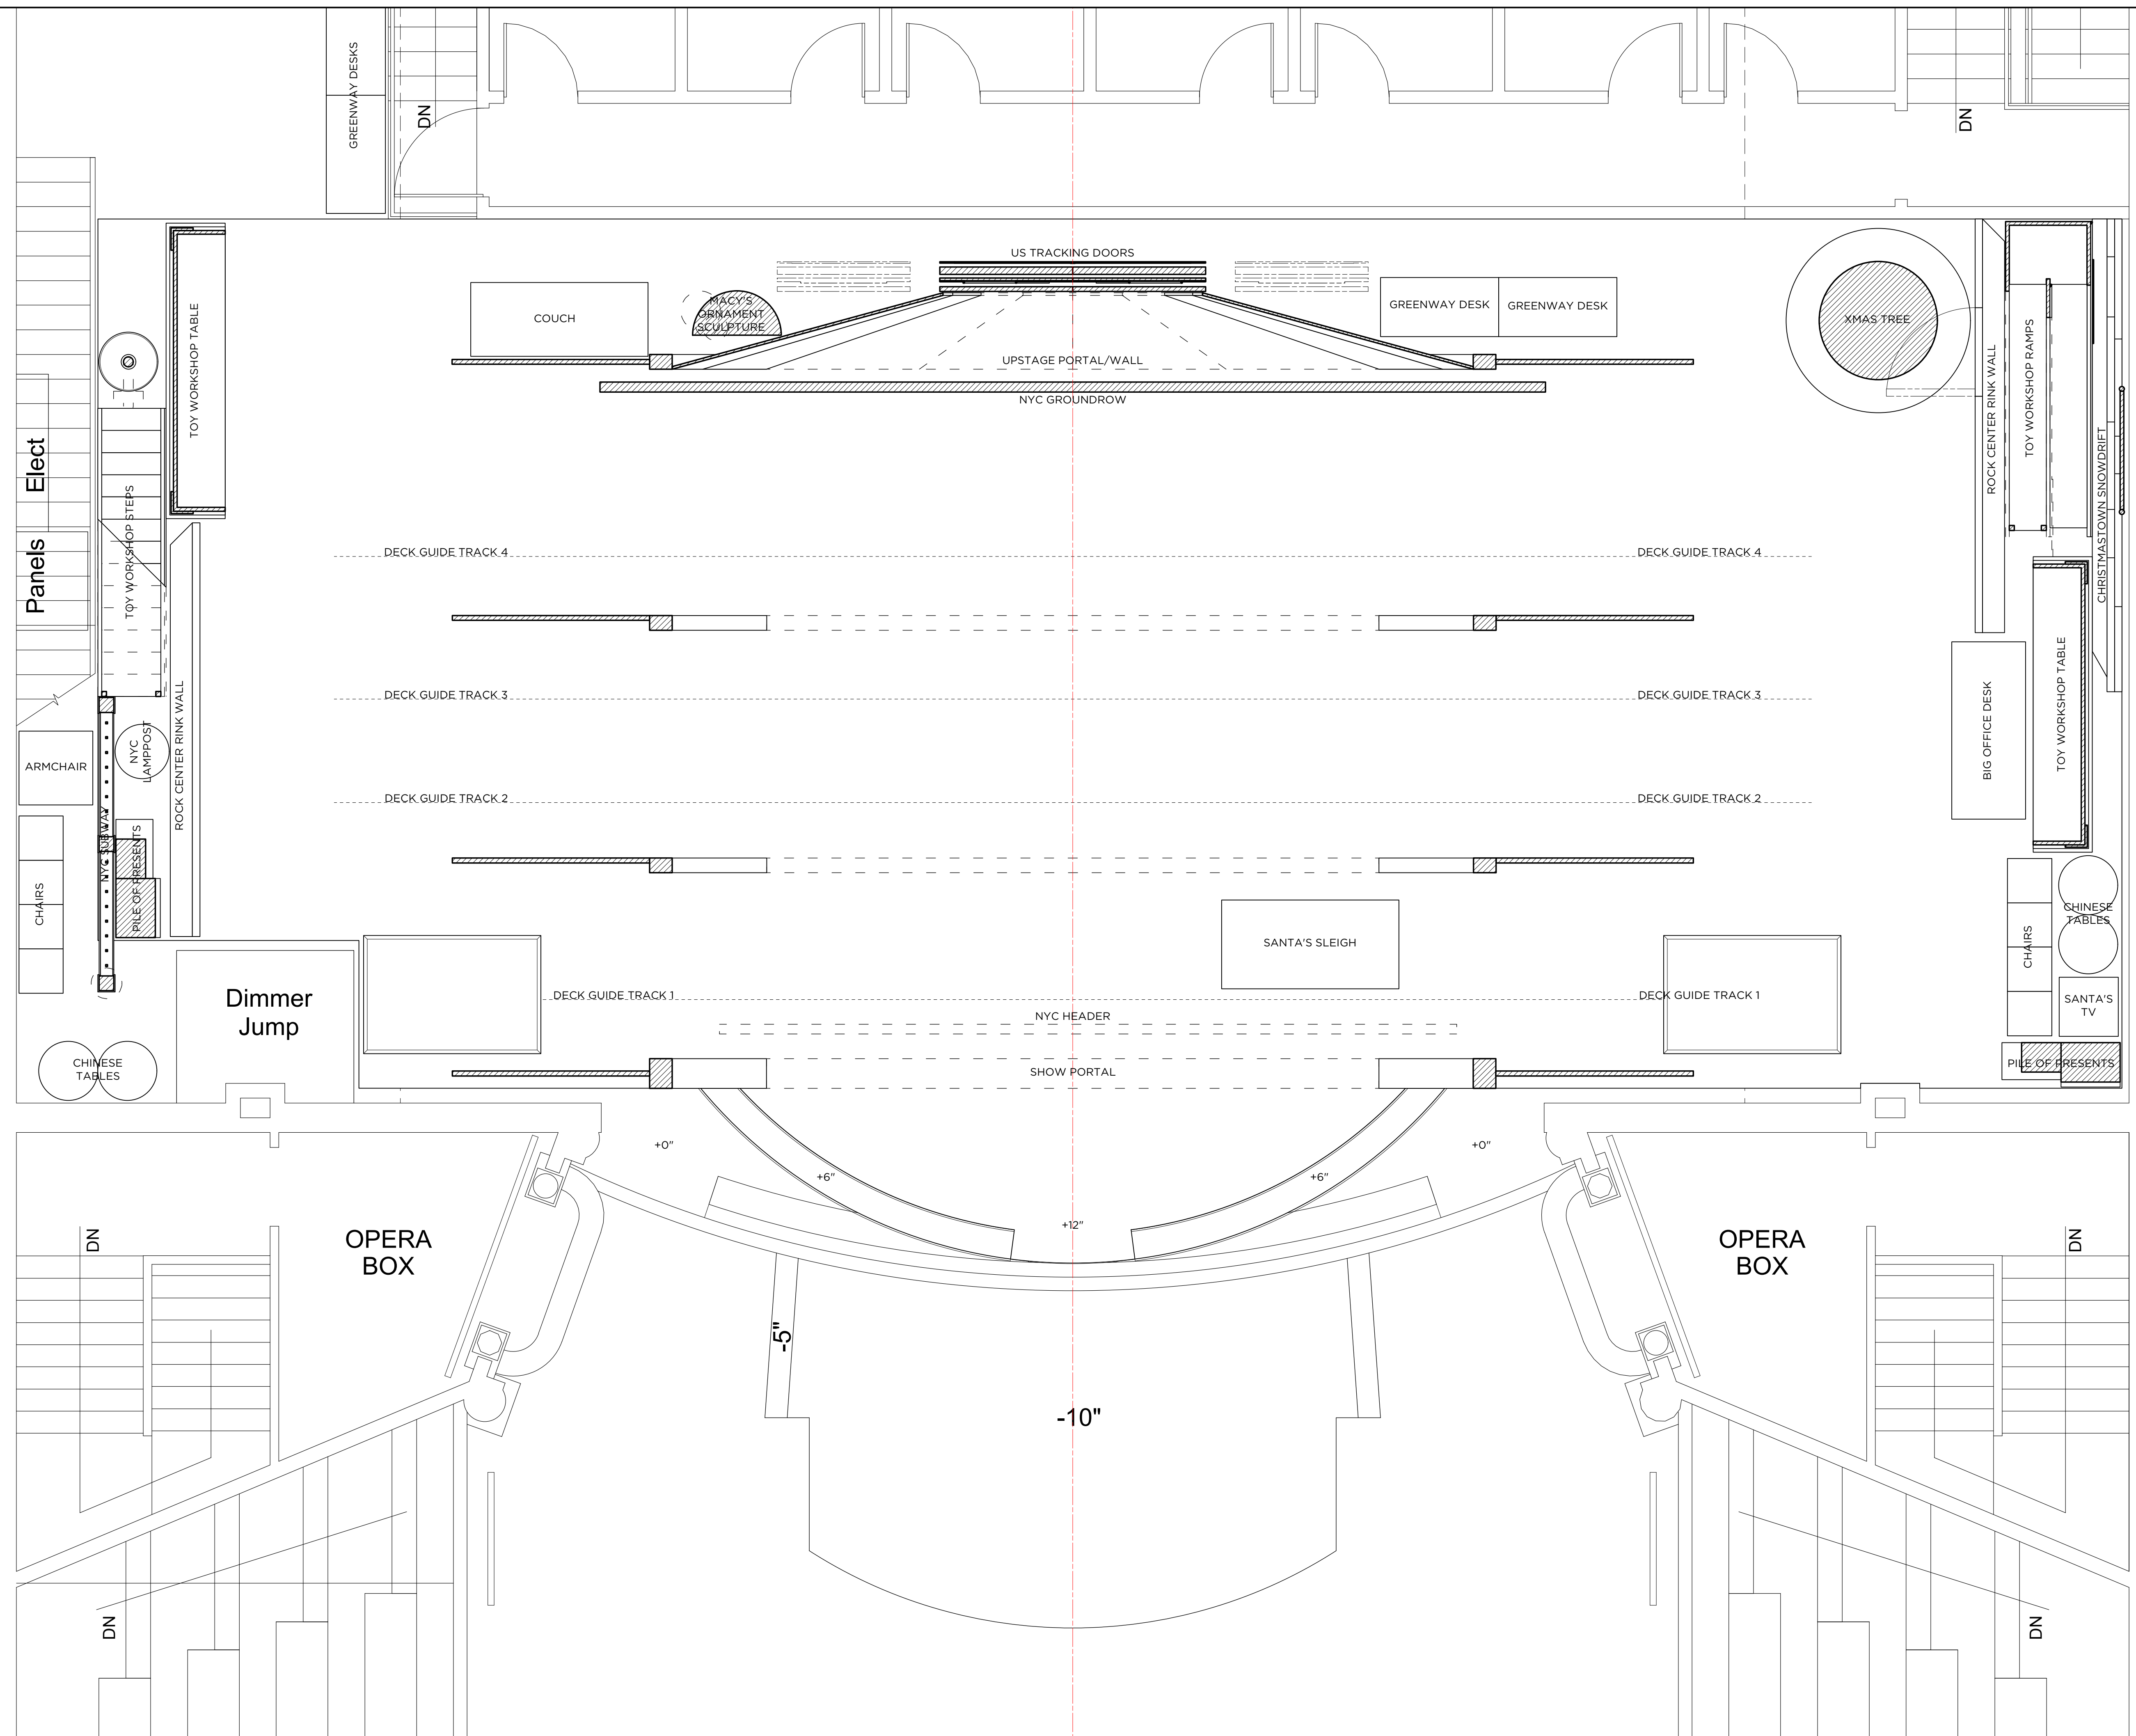 GREENWAY DESKS
DN
DN
US TRACKING DOORS
COUCH
MACY'S
ORNAMENT
SCULPTURE
GREENWAY DESK
GREENWAY DESK
XMAS TREE
UPSTAGE PORTAL/WALL
NYC GROUNDROW
TOY WORKSHOP TABLE
ROCK CENTER RINK WALL
TOY WORKSHOP RAMPS
CHRISTMASTOWN SNOWDRIFT
Panels Elect
TOY WORKSHOP STEPS
DECK GUIDE TRACK 4
DECK GUIDE TRACK 4
DECK GUIDE TRACK 3
DECK GUIDE TRACK 3
ARMCHAIR
NYC
LAMPPOST
ROCK CENTER RINK WALL
BIG OFFICE DESK
TOY WORKSHOP TABLE
DECK GUIDE TRACK 2
DECK GUIDE TRACK 2
CHAIRS
NYC SUBWAY
PILE OF PRESENTS
SANTA'S SLEIGH
CHAIRS
CHINESE
TABLES
Dimmer
Jump
DECK GUIDE TRACK 1
DECK GUIDE TRACK 1
SANTA'S
TV
NYC HEADER
CHINESE
TABLES
SHOW PORTAL
PILE OF PRESENTS
+0"
+0"
+6"
+6"
+12"
DN
OPERA
BOX
OPERA
BOX
DN
-5"
-10"
DN
DN